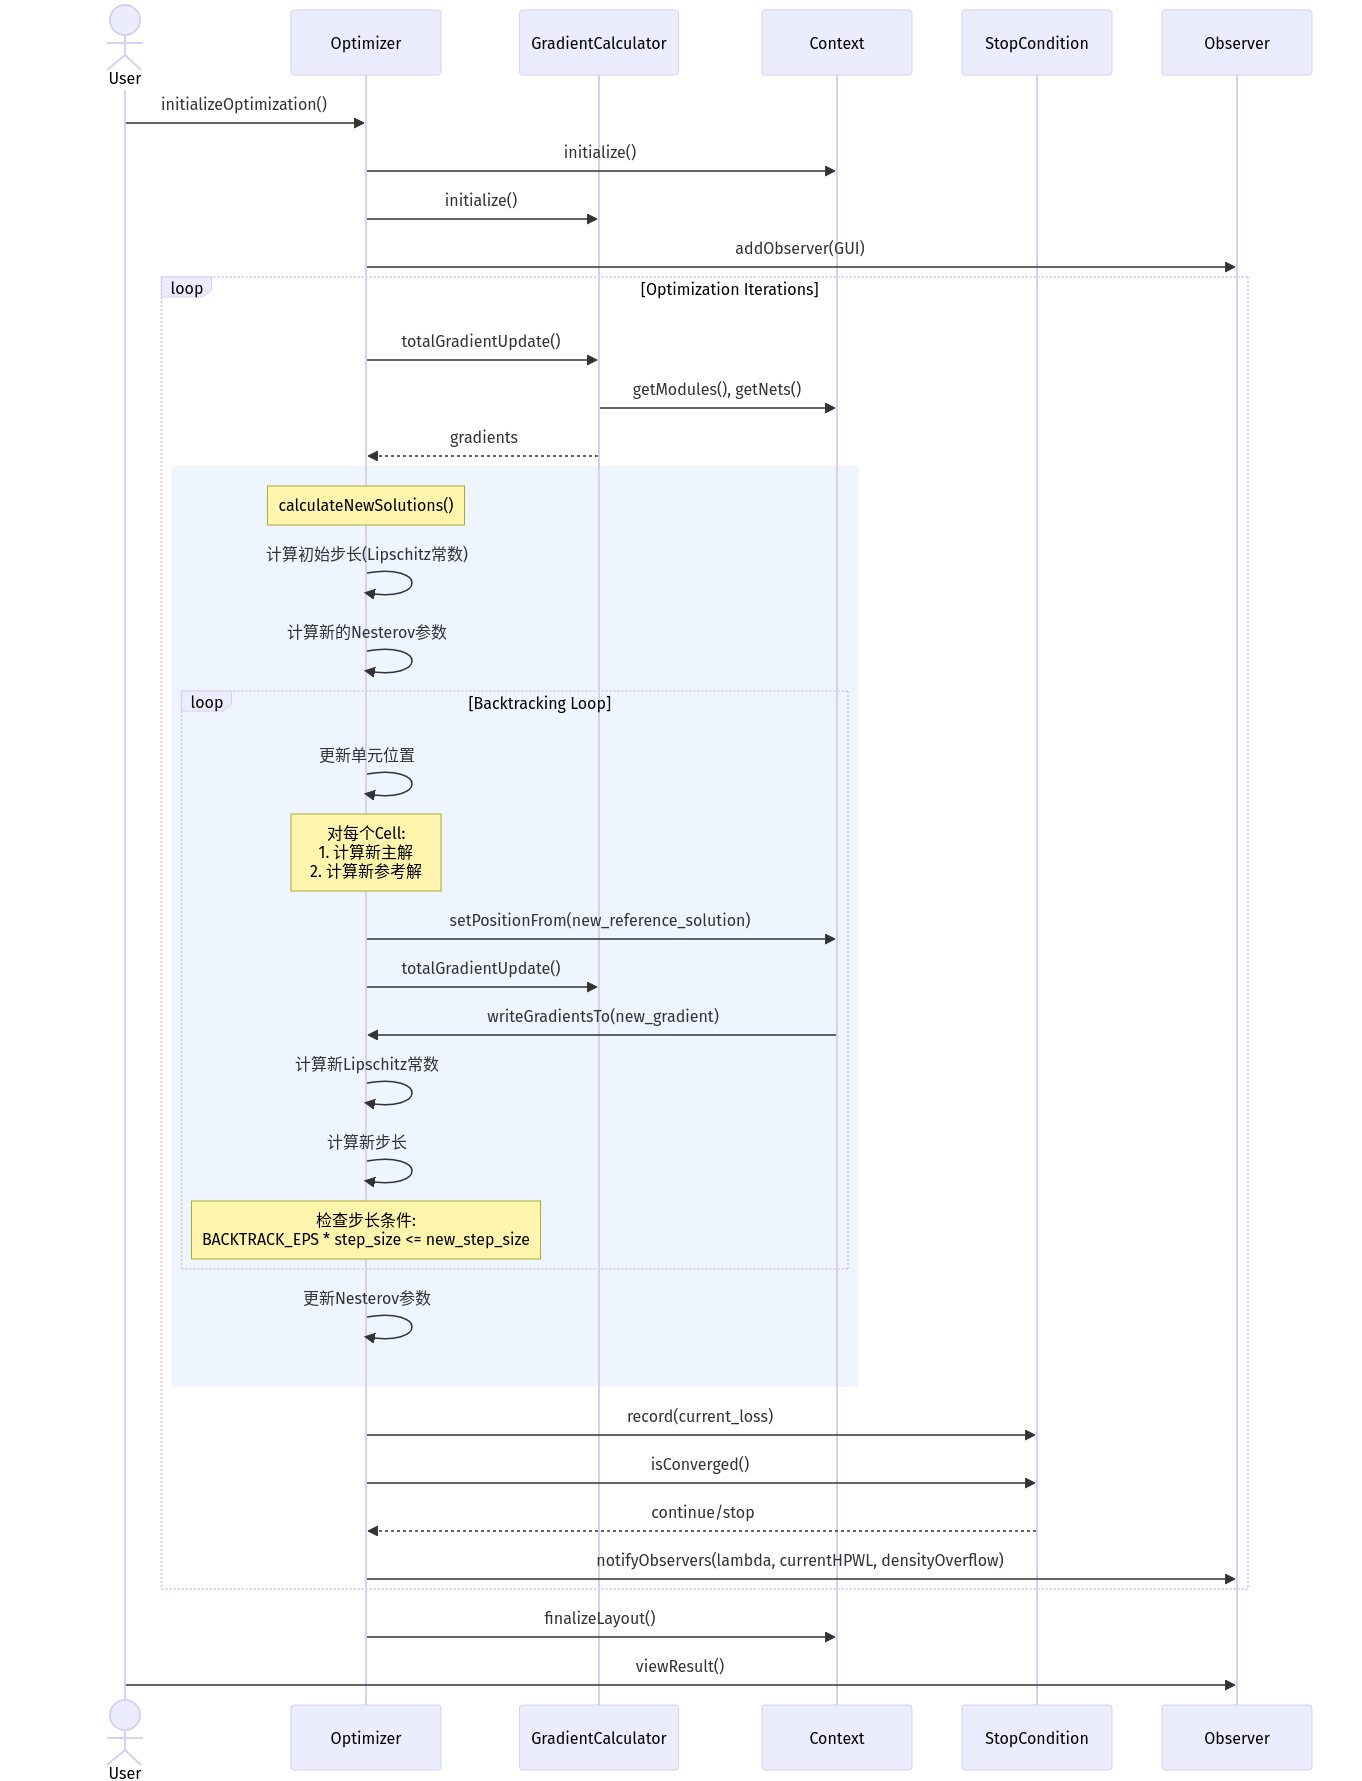 User
Optimizer
GradientCalculator
Context
StopCondition
Observer
initializeOptimization()
initialize()
initialize()
addObserver(GUI)
loop
[Optimization Iterations]
totalGradientUpdate()
getModules(), getNets()
gradients
calculateNewSolutions()
计算初始步长(Lipschitz常数)
计算新的Nesterov参数
loop
[Backtracking Loop]
更新单元位置
对每个Cell:
1. 计算新主解
2. 计算新参考解
setPositionFrom(new_reference_solution)
totalGradientUpdate()
writeGradientsTo(new_gradient)
计算新Lipschitz常数
计算新步长
检查步长条件:
BACKTRACK_EPS * step_size <= new_step_size
更新Nesterov参数
record(current_loss)
isConverged()
continue/stop
notifyObservers(lambda, currentHPWL, densityOverflow)
finalizeLayout()
viewResult()
User
Optimizer
GradientCalculator
Context
StopCondition
Observer